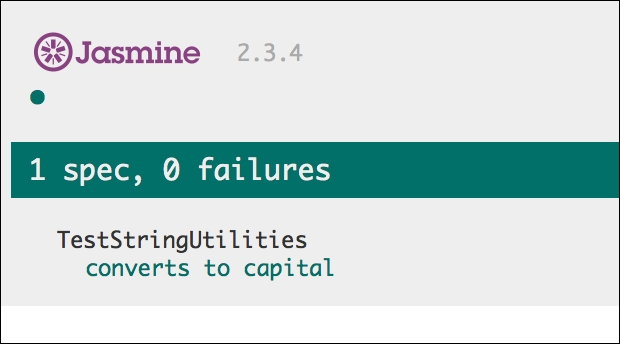 Jasmine 2.3.4
1 spec, 0 failures
TestStringUtilities
converts to capital